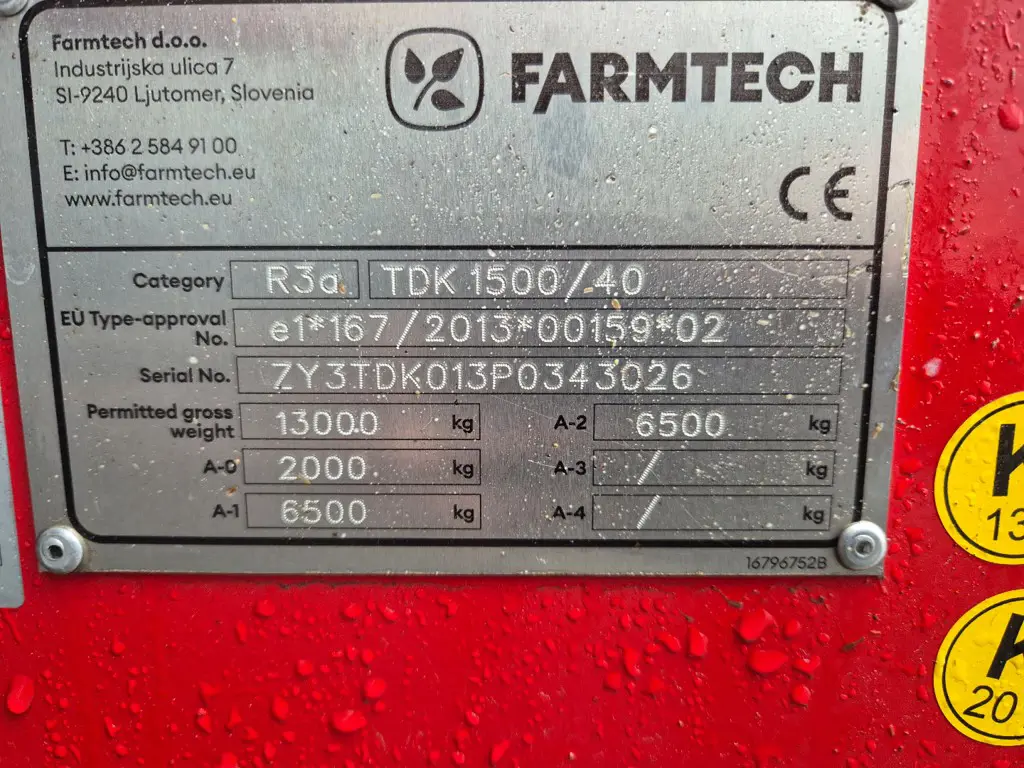 Farmtech d.o.o.
Industrijska ulica 7
SI-9240 Ljutomer, Slovenia
T: +386 2 584 91 00
E: info@farmtech.eu
www.farmtech.eu
FARMTECH
CE
Category R3a TDK 1500/40
EU Type-approval No. e1*167/2013*00159*02
Serial No. ZY3TDK013P0343026
Permitted gross weight 13000 kg A-2 6500 kg
A-0 2000 kg A-3 / kg
A-1 6500 kg A-4 / kg
16796752B
K
13
20